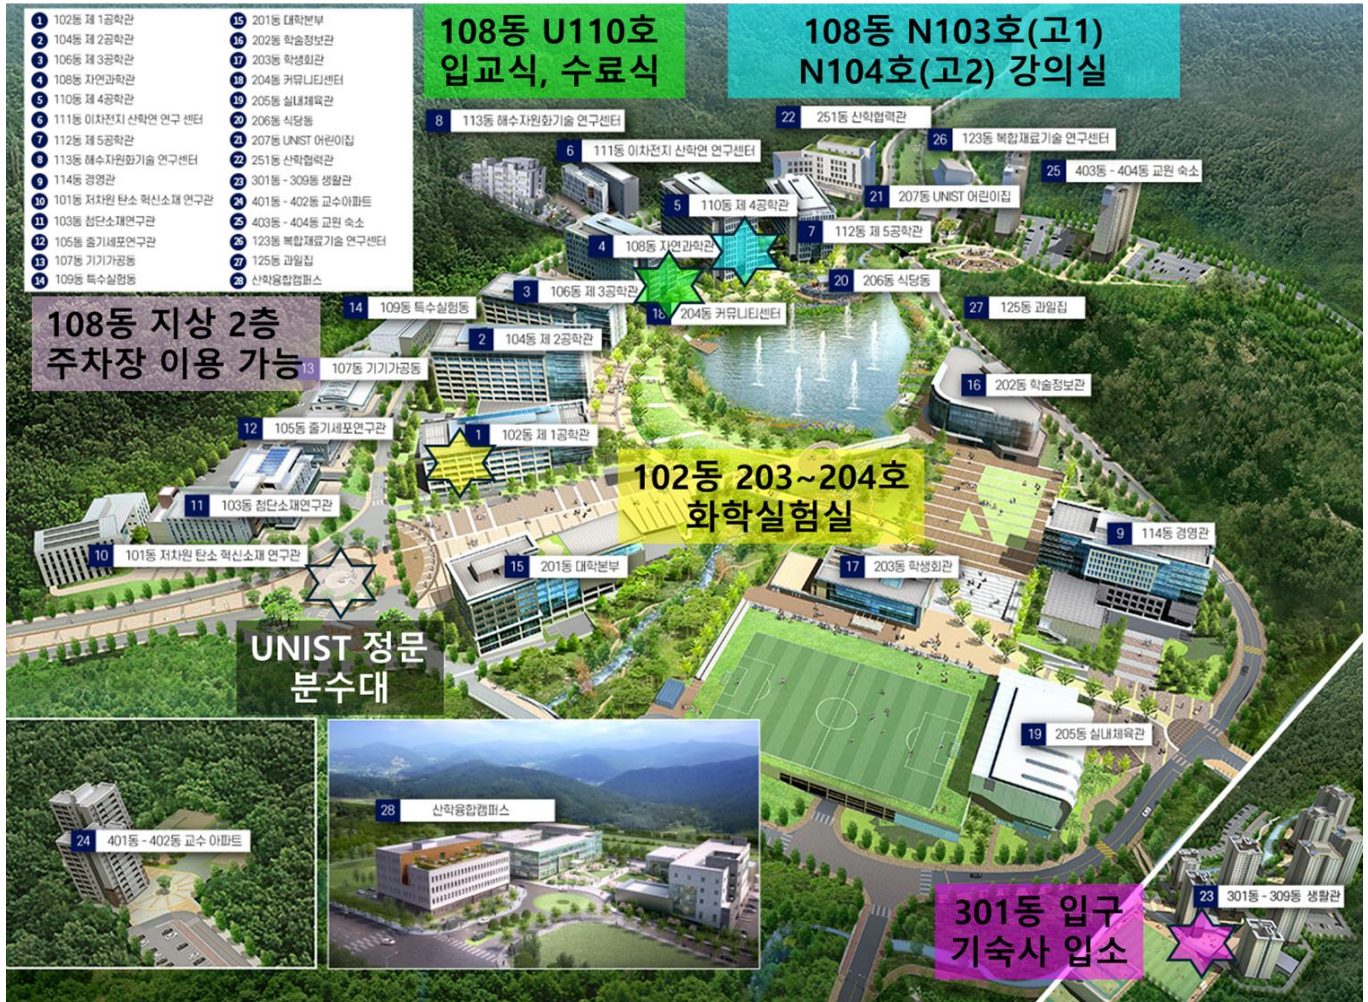 1 102동 제 1공학관
2 104동 제 2공학관
3 106동 제 3공학관
4 108동 자연과학관
5 110동 제 4공학관
6 111동 이차전지 산학연 연구 센터
7 112동 제 5공학관
8 113동 해수자원화기술 연구센터
9 114동 경영관
10 101동 저차원 탄소 혁신소재 연구관
11 103동 첨단소재연구관
12 105동 줄기세포연구관
13 107동 기기가공동
14 109동 특수실험동
15 201동 대학본부
16 202동 학술정보관
17 203동 학생회관
18 204동 커뮤니티센터
19 205동 실내체육관
20 206동 식당동
21 207동 UNIST 어린이집
22 251동 산학협력관
23 301동 - 309동 생활관
24 401동 - 402동 교수아파트
25 403동 - 404동 교원 숙소
26 123동 복합재료기술 연구센터
27 125동 과일집
28 산학융합캠퍼스
108동 U110호
입교식, 수료식
108동 N103호(고1)
N104호(고2) 강의실
8 113동 해수자원화기술 연구센터
22 251동 산학협력관
26 123동 복합재료기술 연구센터
6 111동 이차전지 산학연 연구센터
25 403동 - 404동 교원 숙소
21 207동 UNIST 어린이집
5 110동 제 4공학관
7 112동 제 5공학관
4 108동 자연과학관
20 206동 식당동
3 106동 제 3공학관
14 109동 특수실험동
18 204동 커뮤니티센터
27 125동 과일집
108동 지상 2층
주차장 이용 가능
2 104동 제 2공학관
13 107동 기기가공동
16 202동 학술정보관
12 105동 줄기세포연구관
1 102동 제 1공학관
102동 203~204호
화학실험실
11 103동 첨단소재연구관
9 114동 경영관
10 101동 저차원 탄소 혁신소재 연구관
15 201동 대학본부
17 203동 학생회관
UNIST 정문
분수대
19 205동 실내체육관
28 산학융합캠퍼스
24 401동 - 402동 교수 아파트
23 301동 - 309동 생활관
301동 입구
기숙사 입소